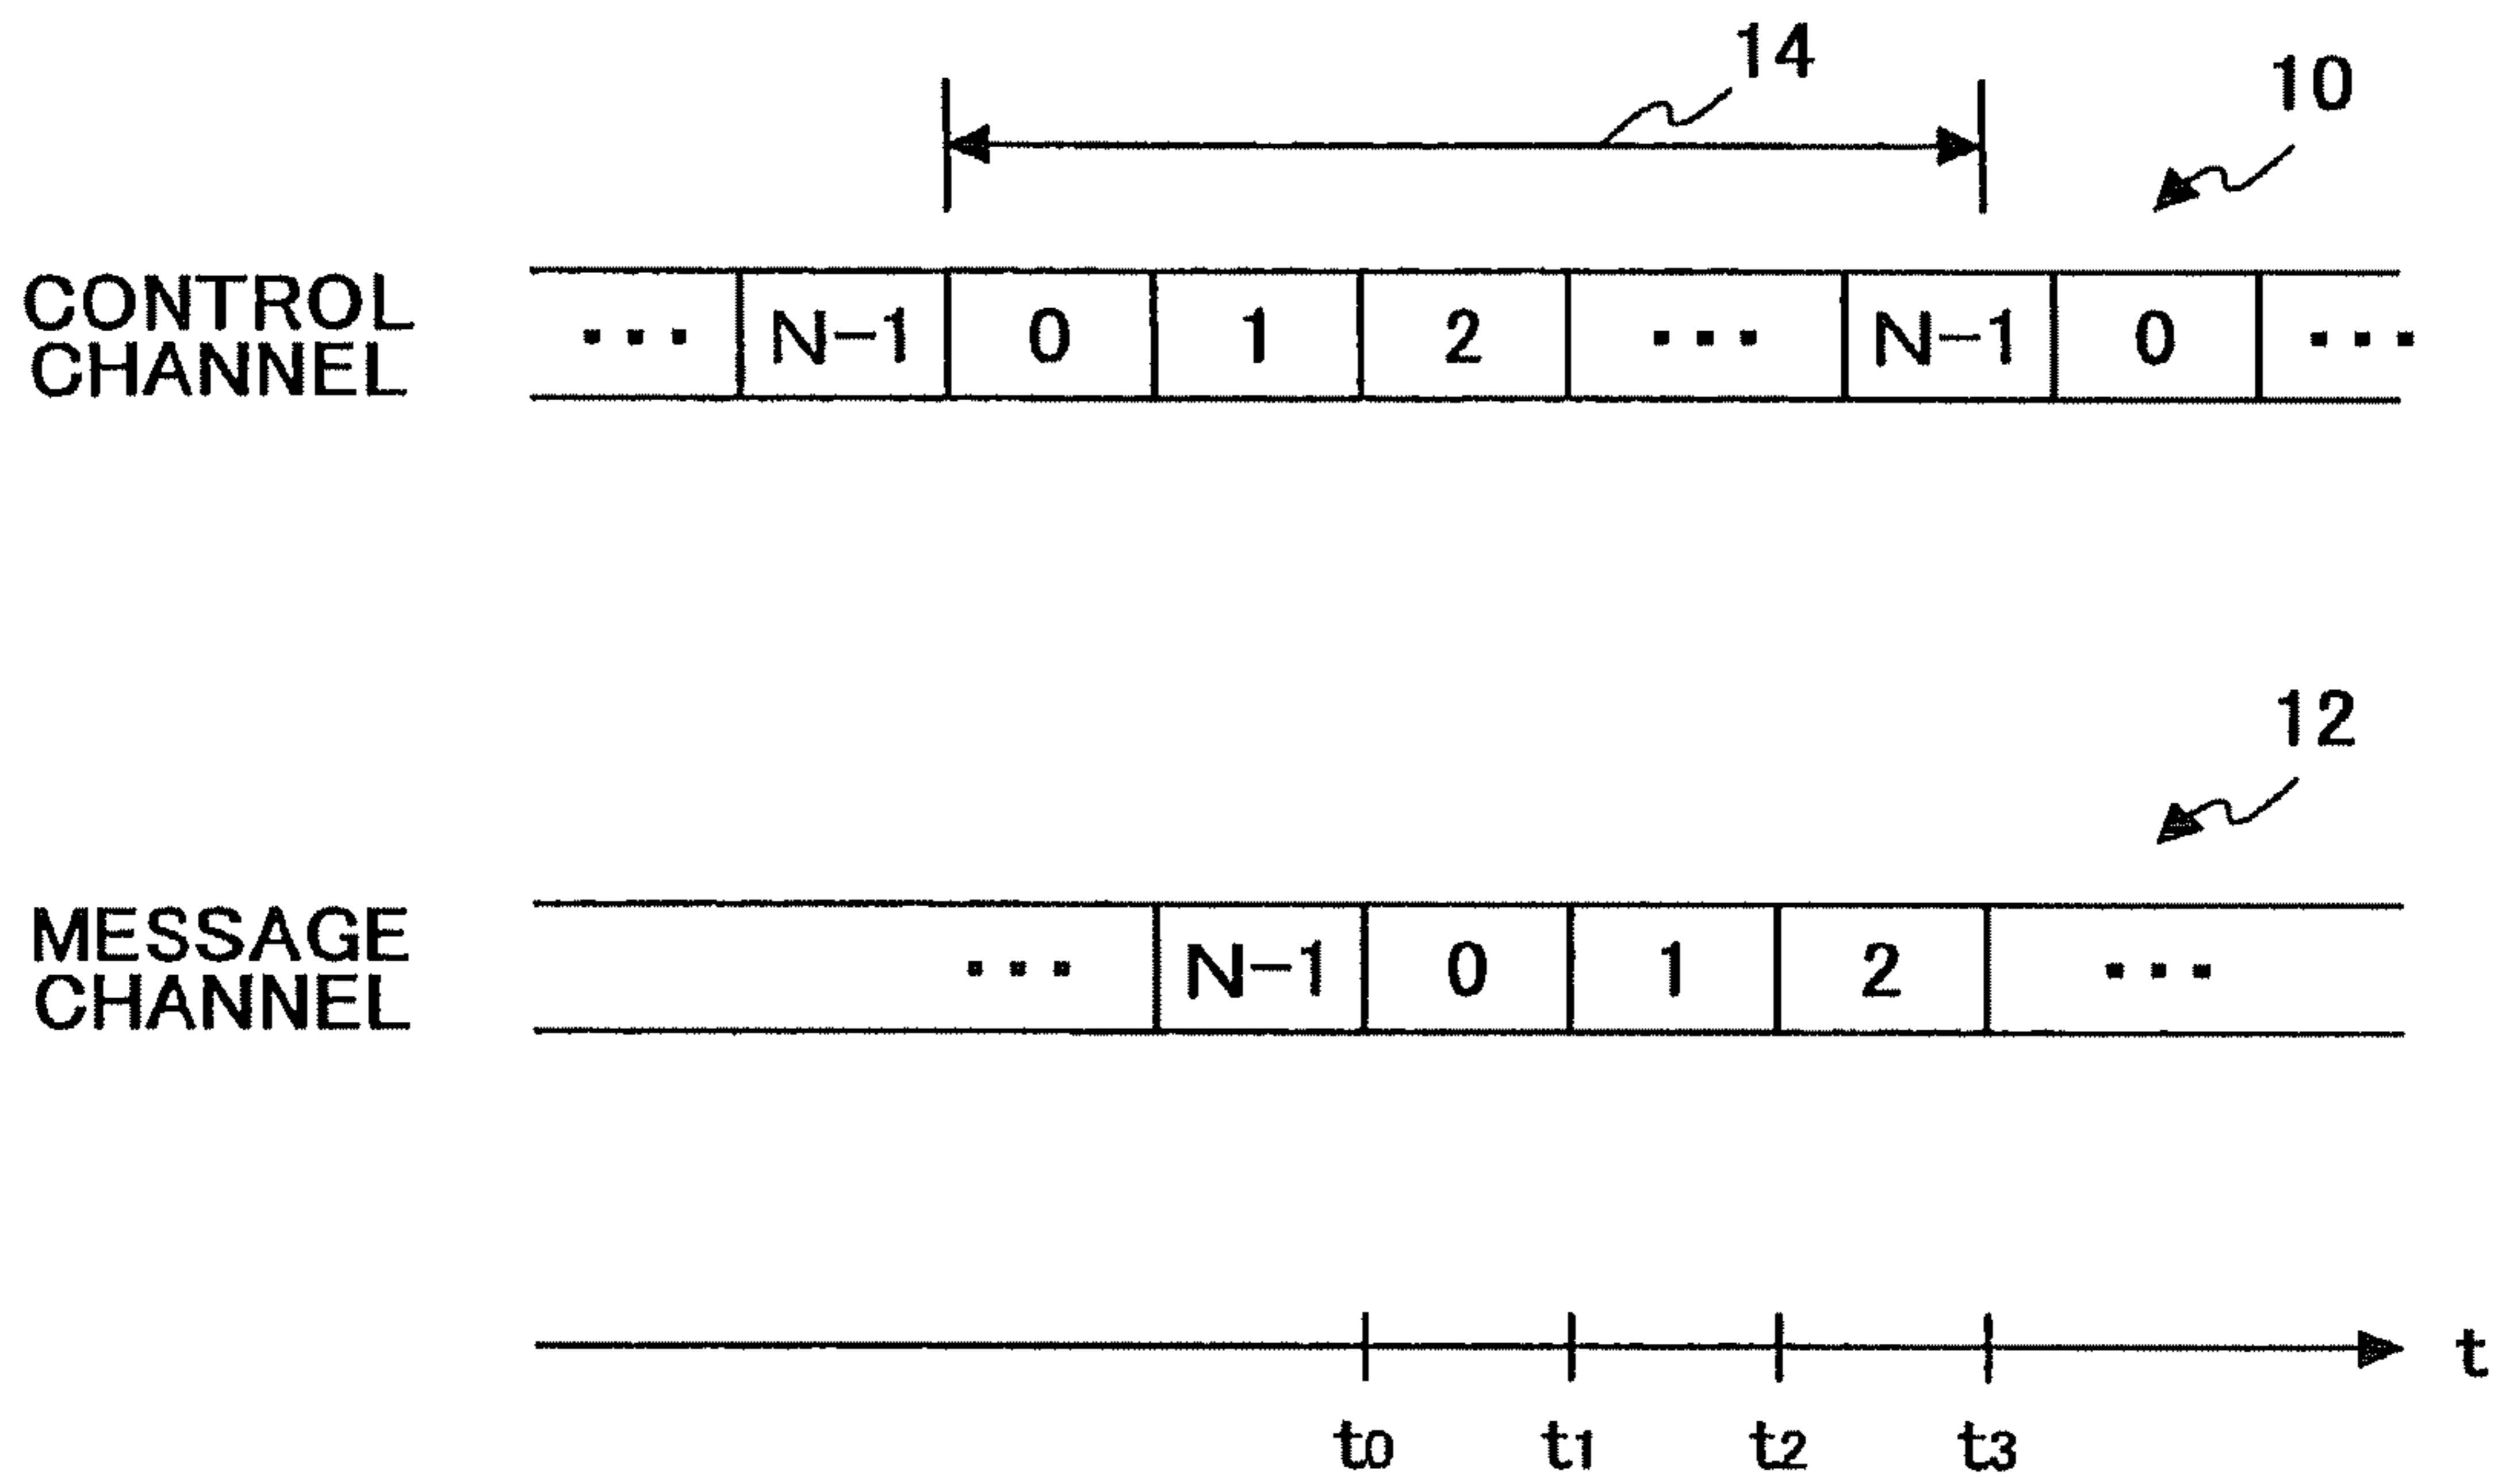 14
10
CONTROL
CHANNEL
... N-1 0 1 2 ... N-1 0 ...
12
MESSAGE
CHANNEL
... N-1 0 1 2 ...
t
t0 t1 t2 t3